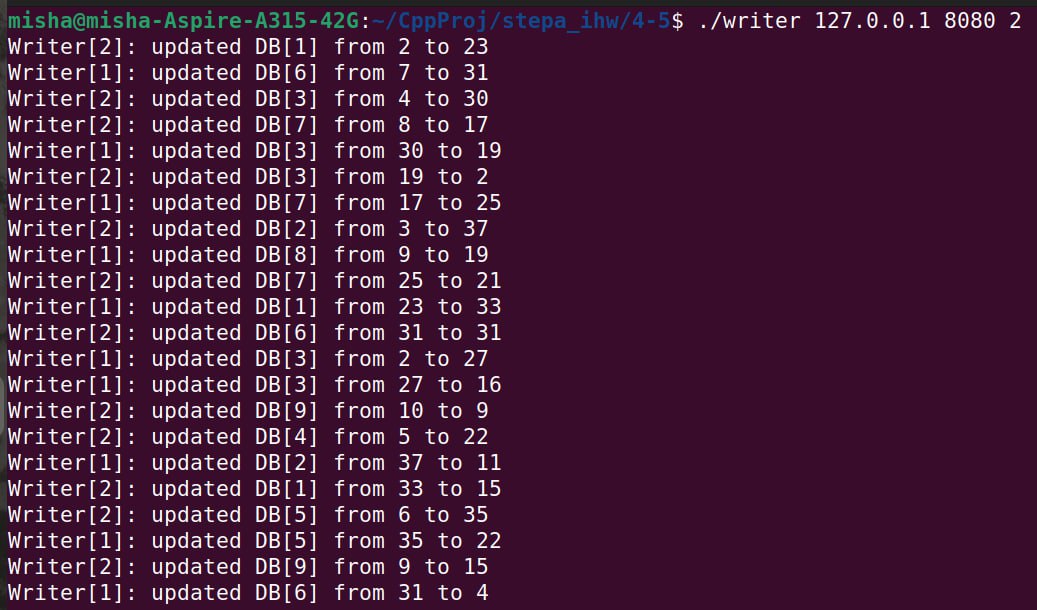 misha@misha-Aspire-A315-42G:~/CppProj/stepa_ihw/4-5$ ./writer 127.0.0.1 8080 2
Writer[2]: updated DB[1] from 2 to 23
Writer[1]: updated DB[6] from 7 to 31
Writer[2]: updated DB[3] from 4 to 30
Writer[2]: updated DB[7] from 8 to 17
Writer[1]: updated DB[3] from 30 to 19
Writer[2]: updated DB[3] from 19 to 2
Writer[1]: updated DB[7] from 17 to 25
Writer[2]: updated DB[2] from 3 to 37
Writer[1]: updated DB[8] from 9 to 19
Writer[2]: updated DB[7] from 25 to 21
Writer[1]: updated DB[1] from 23 to 33
Writer[2]: updated DB[6] from 31 to 31
Writer[1]: updated DB[3] from 2 to 27
Writer[1]: updated DB[3] from 27 to 16
Writer[2]: updated DB[9] from 10 to 9
Writer[2]: updated DB[4] from 5 to 22
Writer[1]: updated DB[2] from 37 to 11
Writer[2]: updated DB[1] from 33 to 15
Writer[2]: updated DB[5] from 6 to 35
Writer[1]: updated DB[5] from 35 to 22
Writer[2]: updated DB[9] from 9 to 15
Writer[1]: updated DB[6] from 31 to 4